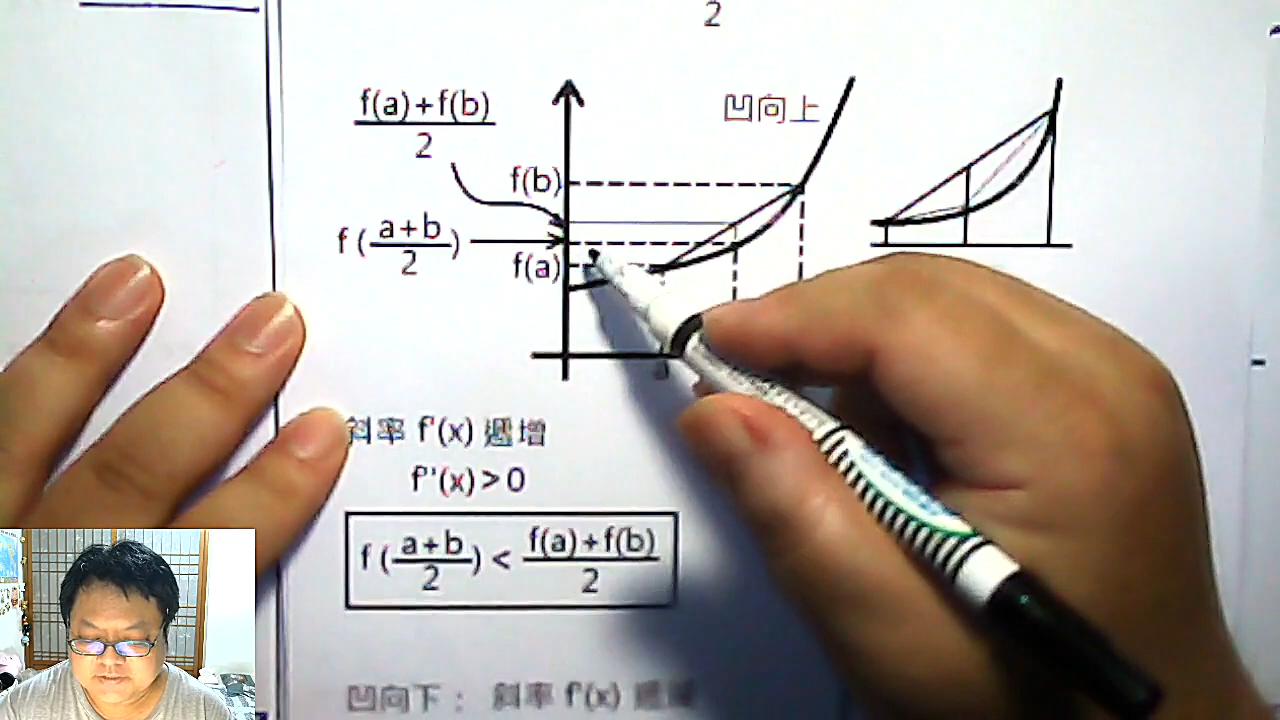 2
f(a)+f(b)
2
凹向上
f(b)
f(a+b/2)
f(a)
斜率 f'(x) 遞增
f''(x)>0
f(a+b/2) < f(a)+f(b)/2
凹向下： 斜率 f'(x)